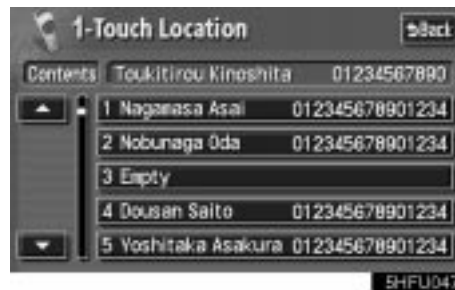 1-Touch Location
Back
Contents Toukitirou Kinoshita 01234567890
1 Nagamasa Asai 012345678901234
2 Nobunaga Oda 012345678901234
3 Empty
4 Dousan Saito 012345678901234
5 Yoshitaka Asakura 012345678901234
5HFU047